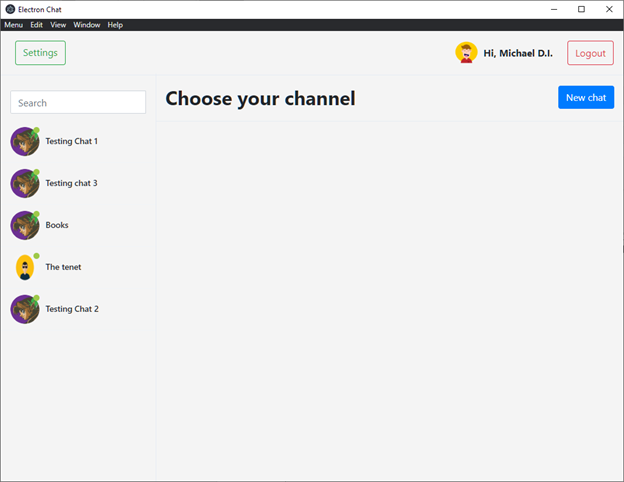 Electron Chat
Menu Edit View Window Help
Settings
Hi, Michael D.I.
Logout
Search
Choose your channel
New chat
Testing Chat 1
Testing chat 3
Books
The tenet
Testing Chat 2